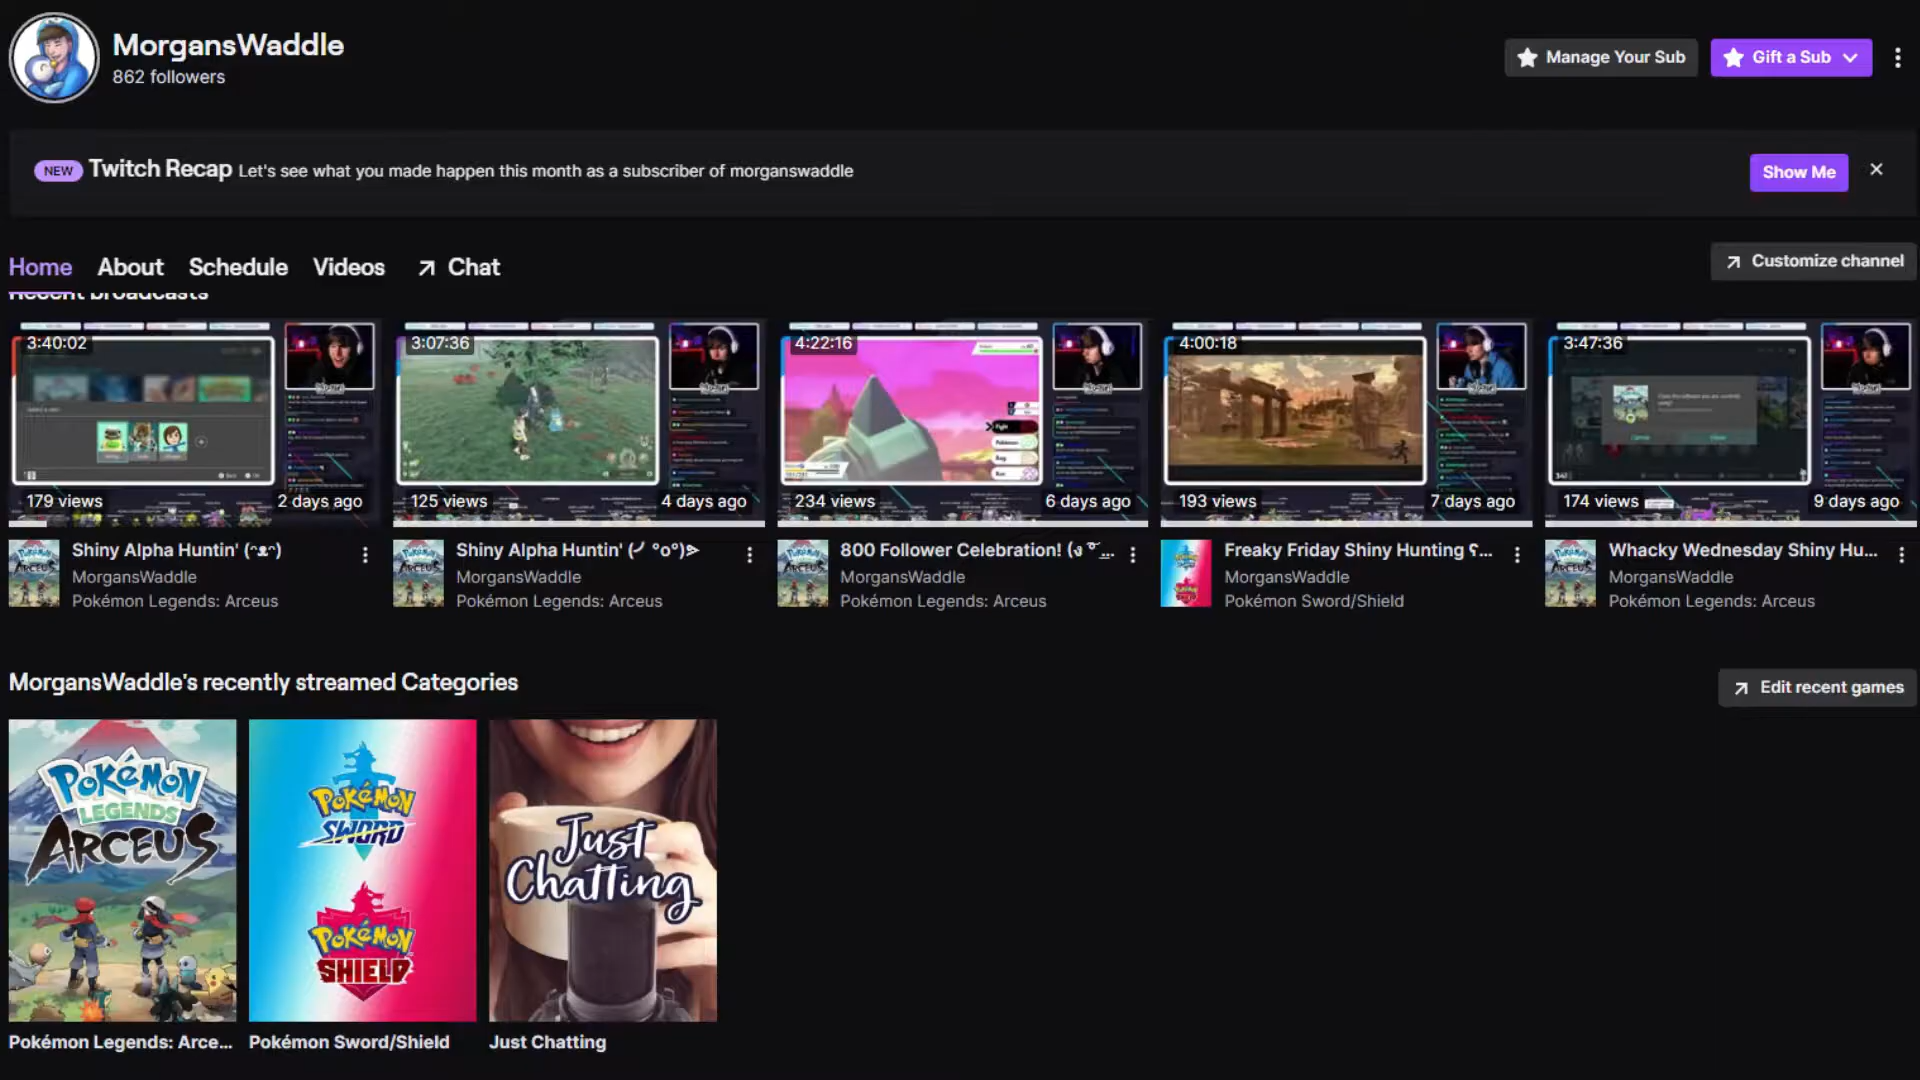 MorgansWaddle
862 followers
Manage Your Sub
Gift a Sub
NEW Twitch Recap Let's see what you made happen this month as a subscriber of morganswaddle
Show Me
Home About Schedule Videos Chat
Customize channel
Recent broadcasts
3:40:02
179 views
2 days ago
Shiny Alpha Huntin' (ᵔᴥᵔ)
MorgansWaddle
Pokémon Legends: Arceus
3:07:36
125 views
4 days ago
Shiny Alpha Huntin' (╯°o°)⋗
MorgansWaddle
Pokémon Legends: Arceus
4:22:16
Fight
Pokémon
Bag
Run
234 views
6 days ago
800 Follower Celebration!
MorgansWaddle
Pokémon Legends: Arceus
4:00:18
193 views
7 days ago
Freaky Friday Shiny Hunting ʕ...
MorgansWaddle
Pokémon Sword/Shield
3:47:36
174 views
9 days ago
Whacky Wednesday Shiny Hu...
MorgansWaddle
Pokémon Legends: Arceus
MorgansWaddle's recently streamed Categories
Edit recent games
POKéMON
LEGENDS
ARCEUS
Pokémon Legends: Arce...
POKéMON
SWORD
POKéMON
SHIELD
Pokémon Sword/Shield
Just
Chatting
Just Chatting